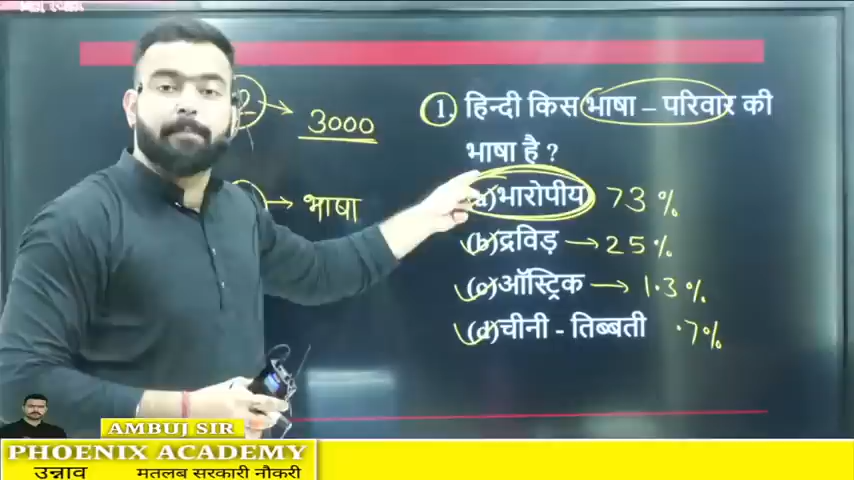 3000
भाषा
1. हिन्दी किस भाषा – परिवार की
भाषा है ?
(a) भारोपीय 73 %
(b) द्रविड़ → 25 %
(c) ऑस्ट्रिक → 1.3 %
(d) चीनी - तिब्बती .7%
AMBUJ SIR
PHOENIX ACADEMY
उन्नाव मतलब सरकारी नौकरी